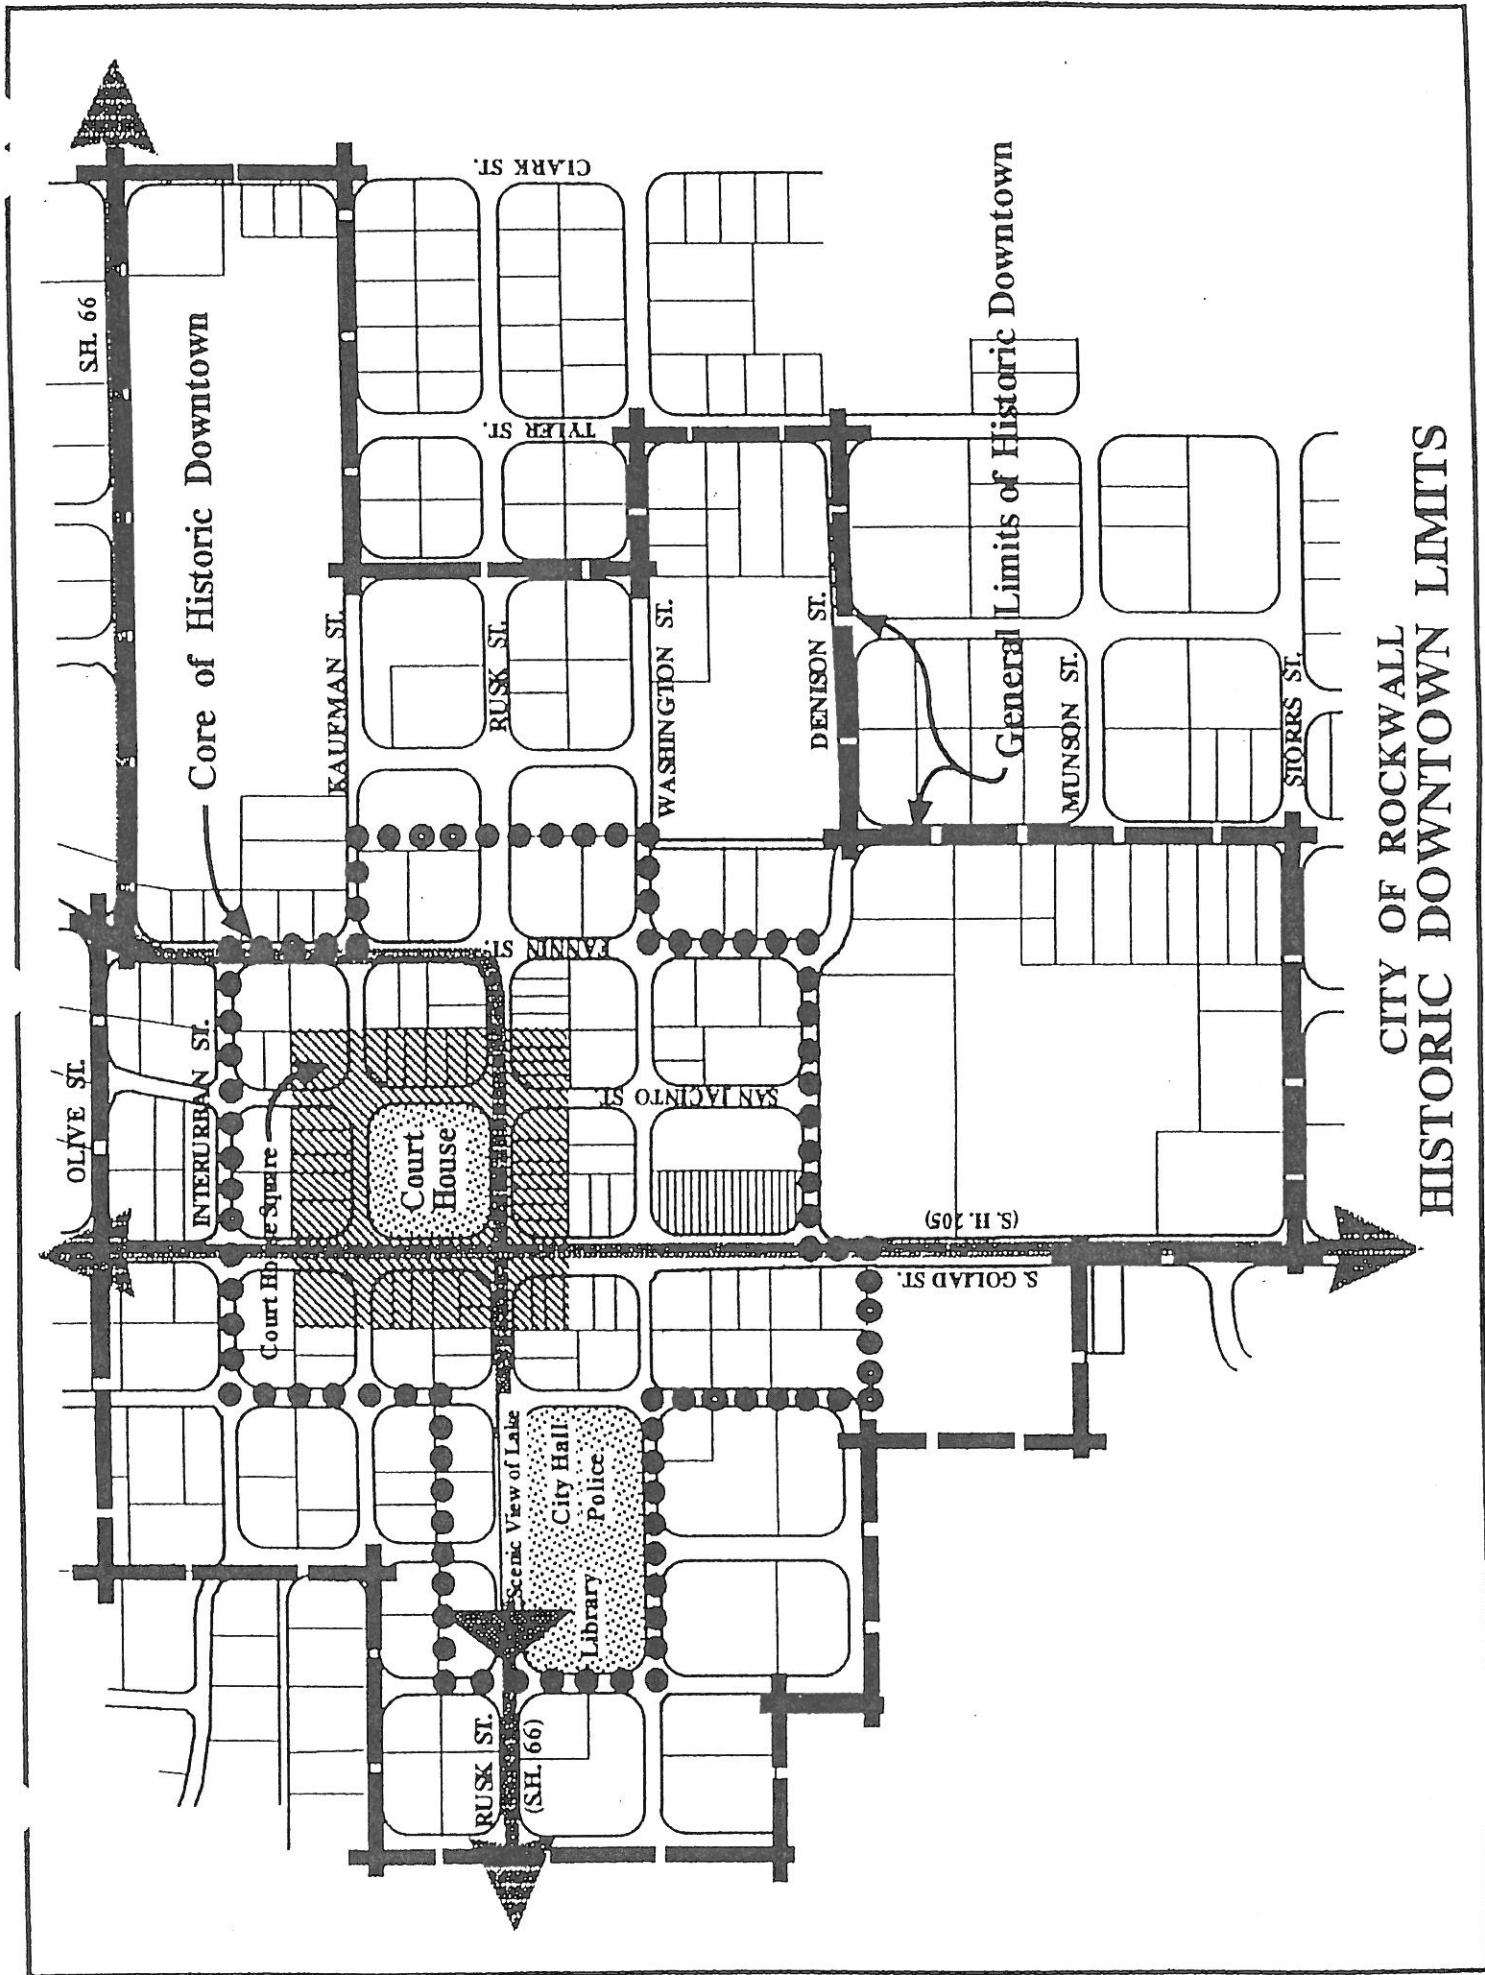 S.H. 66
Core of Historic Downtown
OLIVE ST.
INTERURBAN ST.
Court House Square
Court
House
KAUFMAN ST.
RUSK ST.
WASHINGTON ST.
DENISON ST.
MUNSON ST.
STORRS ST.
CLARK ST.
TYLER ST.
FANNIN ST.
SAN JACINTO ST.
S. GOLIAD ST.
(S. H. 205)
General Limits of Historic Downtown
Scenic View of Lake
City Hall
Police
Library
RUSK ST.
(S.H. 66)
CITY OF ROCKWALL
HISTORIC DOWNTOWN LIMITS